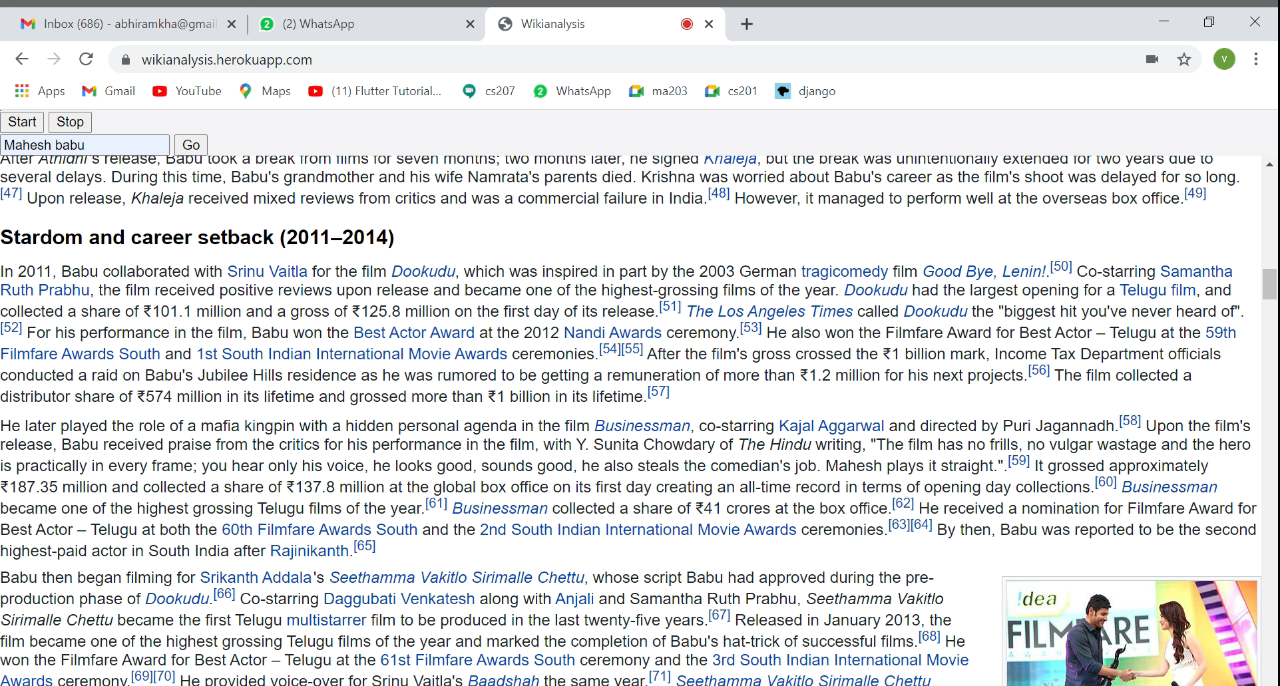 Inbox (686) - abhiramkha@gmai
(2) WhatsApp
Wikianalysis
wikianalysis.herokuapp.com
V
Apps
Gmail
YouTube
Maps
(11) Flutter Tutorial...
cs207
WhatsApp
ma203
cs201
django
Start
Stop
Mahesh babu
Go
After Athidhi's release, Babu took a break from films for seven months; two months later, he signed Khaleja, but the break was unintentionally extended for two years due to
several delays. During this time, Babu's grandmother and his wife Namrata's parents died. Krishna was worried about Babu's career as the film's shoot was delayed for so long.
[47] Upon release, Khaleja received mixed reviews from critics and was a commercial failure in India.[48] However, it managed to perform well at the overseas box office.[49]
Stardom and career setback (2011–2014)
In 2011, Babu collaborated with Srinu Vaitla for the film Dookudu, which was inspired in part by the 2003 German tragicomedy film Good Bye, Lenin!.[50] Co-starring Samantha
Ruth Prabhu, the film received positive reviews upon release and became one of the highest-grossing films of the year. Dookudu had the largest opening for a Telugu film, and
collected a share of ₹101.1 million and a gross of ₹125.8 million on the first day of its release.[51] The Los Angeles Times called Dookudu the "biggest hit you've never heard of".
[52] For his performance in the film, Babu won the Best Actor Award at the 2012 Nandi Awards ceremony.[53] He also won the Filmfare Award for Best Actor – Telugu at the 59th
Filmfare Awards South and 1st South Indian International Movie Awards ceremonies.[54][55] After the film's gross crossed the ₹1 billion mark, Income Tax Department officials
conducted a raid on Babu's Jubilee Hills residence as he was rumored to be getting a remuneration of more than ₹1.2 million for his next projects.[56] The film collected a
distributor share of ₹574 million in its lifetime and grossed more than ₹1 billion in its lifetime.[57]
He later played the role of a mafia kingpin with a hidden personal agenda in the film Businessman, co-starring Kajal Aggarwal and directed by Puri Jagannadh.[58] Upon the film's
release, Babu received praise from the critics for his performance in the film, with Y. Sunita Chowdary of The Hindu writing, "The film has no frills, no vulgar wastage and the hero
is practically in every frame; you hear only his voice, he looks good, sounds good, he also steals the comedian's job. Mahesh plays it straight.".[59] It grossed approximately
₹187.35 million and collected a share of ₹137.8 million at the global box office on its first day creating an all-time record in terms of opening day collections.[60] Businessman
became one of the highest grossing Telugu films of the year.[61] Businessman collected a share of ₹41 crores at the box office.[62] He received a nomination for Filmfare Award for
Best Actor – Telugu at both the 60th Filmfare Awards South and the 2nd South Indian International Movie Awards ceremonies.[63][64] By then, Babu was reported to be the second
highest-paid actor in South India after Rajinikanth.[65]
Babu then began filming for Srikanth Addala's Seethamma Vakitlo Sirimalle Chettu, whose script Babu had approved during the pre-
production phase of Dookudu.[66] Co-starring Daggubati Venkatesh along with Anjali and Samantha Ruth Prabhu, Seethamma Vakitlo
Sirimalle Chettu became the first Telugu multistarrer film to be produced in the last twenty-five years.[67] Released in January 2013, the
film became one of the highest grossing Telugu films of the year and marked the completion of Babu's hat-trick of successful films.[68] He
won the Filmfare Award for Best Actor – Telugu at the 61st Filmfare Awards South ceremony and the 3rd South Indian International Movie
Awards ceremony.[69][70] He provided voice-over for Srinu Vaitla's Baadshah the same year.[71] Seethamma Vakitlo Sirimalle Chettu
!dea
FILMFARE